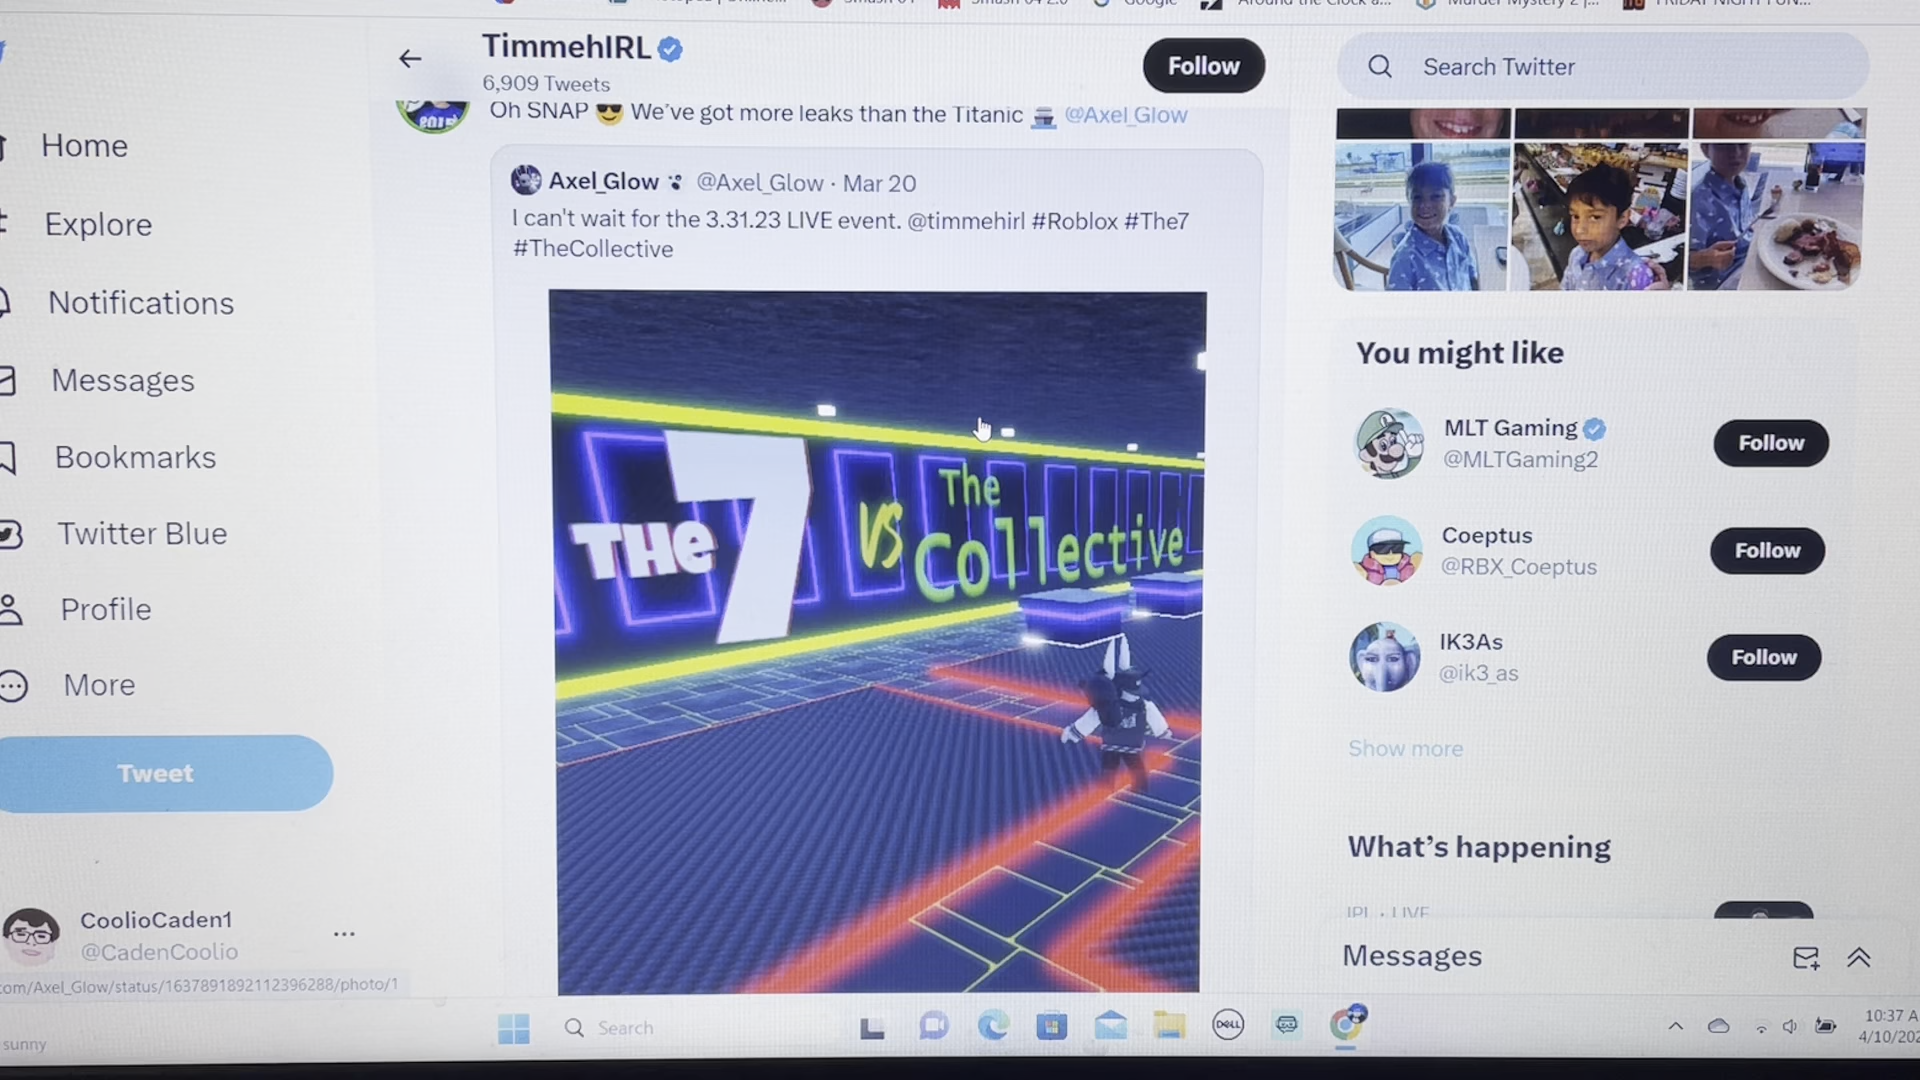 TimmehIRL
6,909 Tweets
Follow
Search Twitter
Oh SNAP 😎 We've got more leaks than the Titanic 🚢 @Axel_Glow
Home
Explore
Notifications
Messages
Bookmarks
Twitter Blue
Profile
More
Tweet
CoolioCaden1
@CadenCoolio
com/Axel_Glow/status/1637891892112396288/photo/1
Axel_Glow @Axel_Glow · Mar 20
I can't wait for the 3.31.23 LIVE event. @timmehirl #Roblox #The7
#TheCollective
THe 7 VS The Collective
You might like
MLT Gaming
@MLTGaming2
Follow
Coeptus
@RBX_Coeptus
Follow
IK3As
@ik3_as
Follow
Show more
What's happening
IPL · LIVE
Messages
sunny
Search
DELL
10:37 A
4/10/202